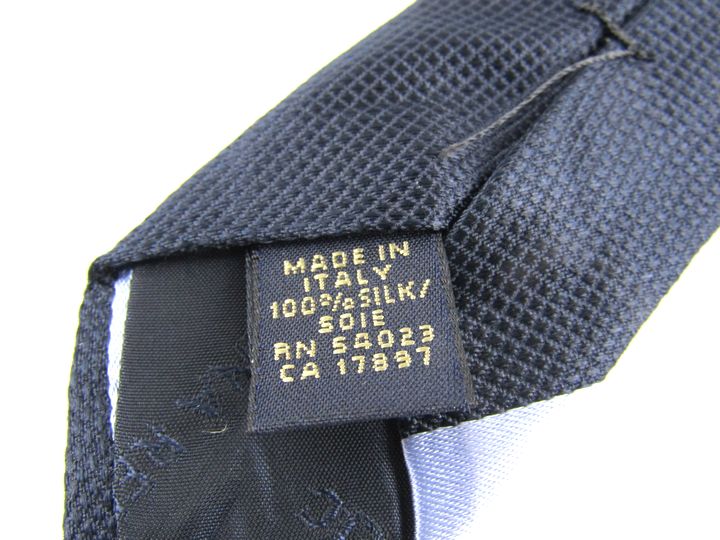 MADE IN
ITALY
100% SILK/
SOIE
RN 54023
CA 17897